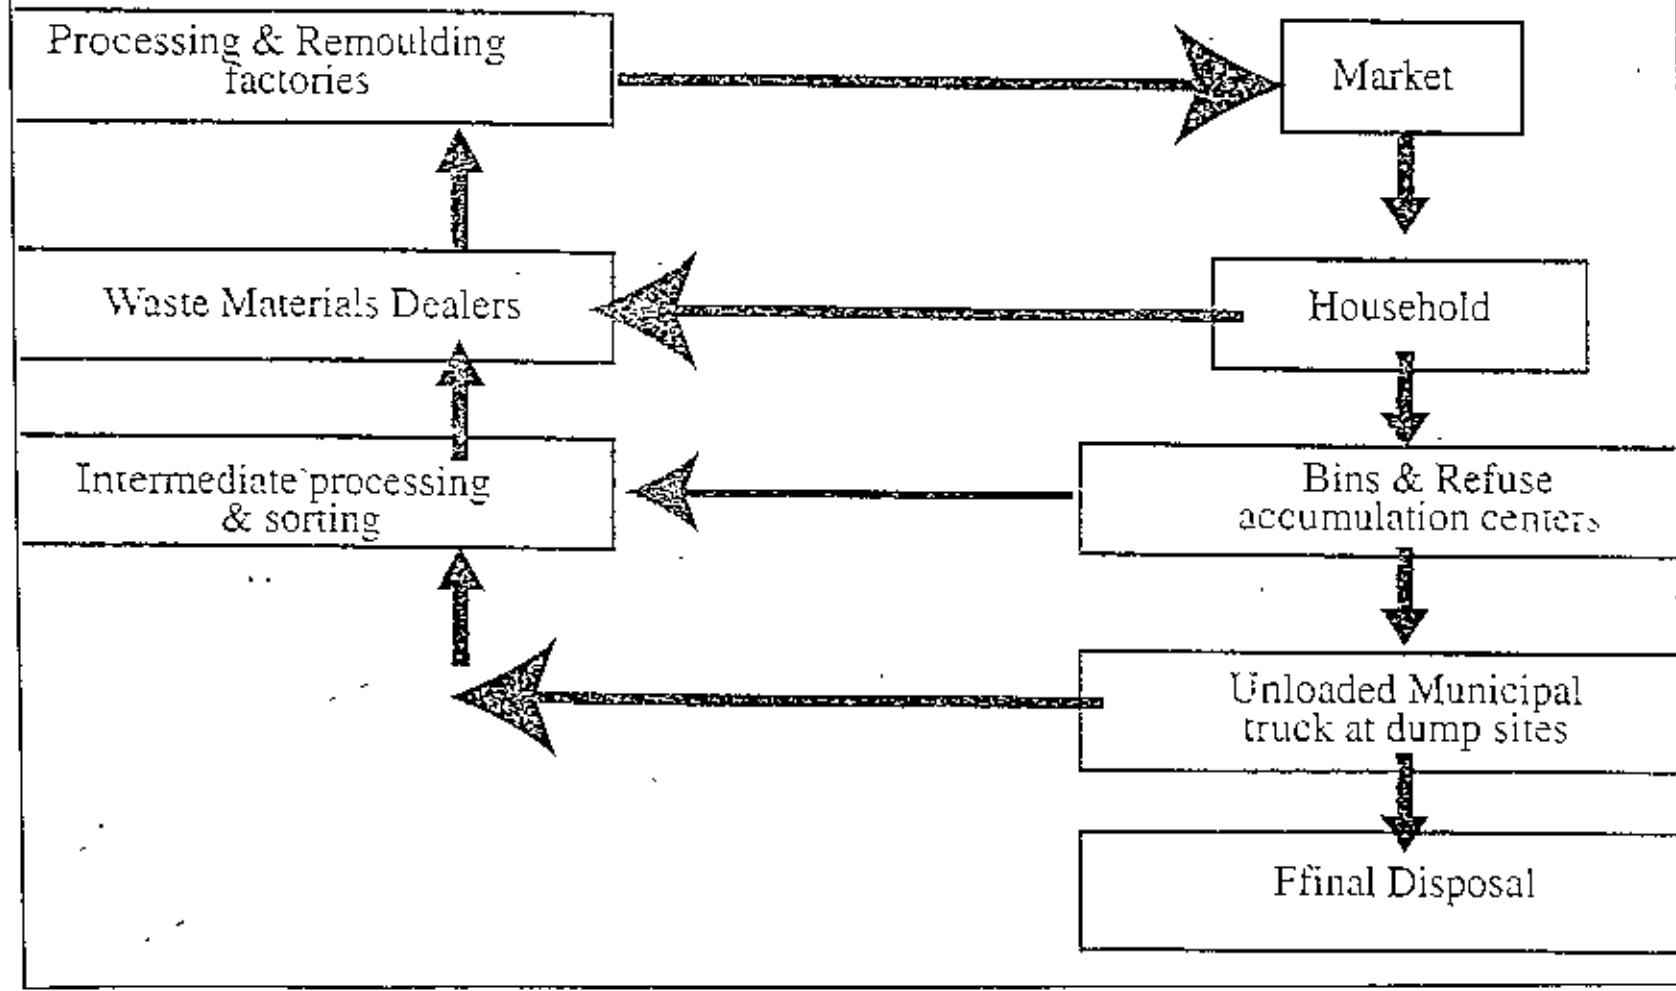 Processing & Remoulding
factories
Market
Waste Materials Dealers
Household
Intermediate processing
& sorting
Bins & Refuse
accumulation centers
Unloaded Municipal
truck at dump sites
Ffinal Disposal